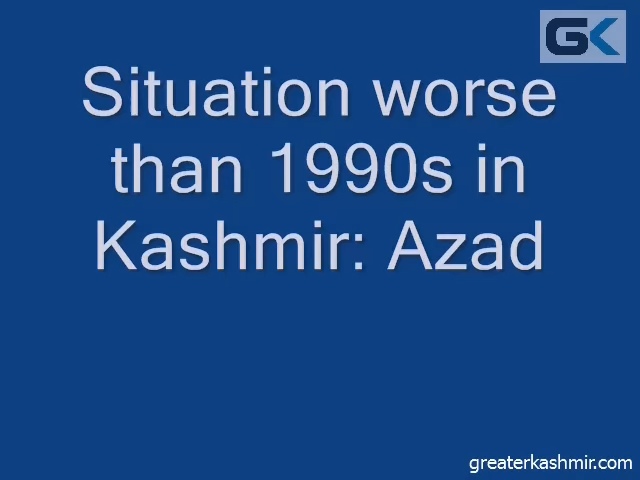 GK
Situation worse
than 1990s in
Kashmir: Azad
greaterkashmir.com